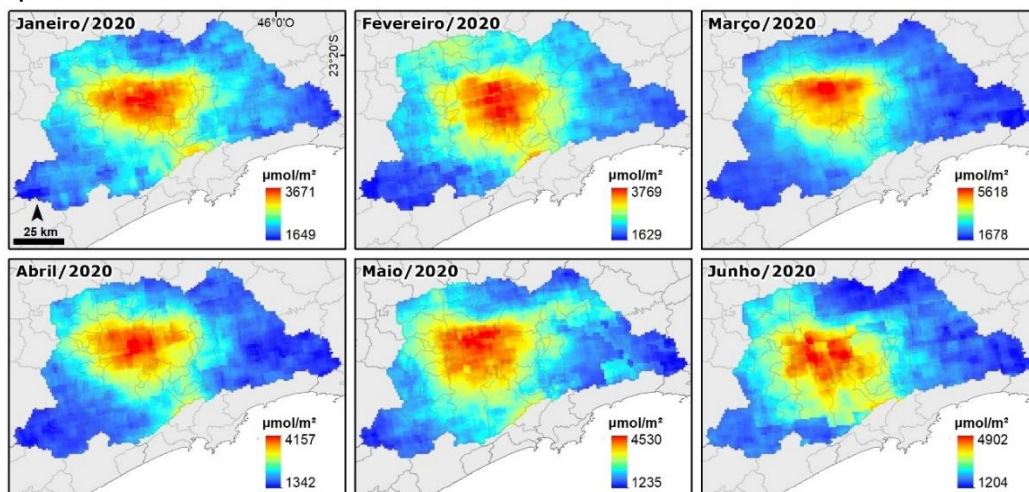 Janeiro/2020
46°0'O
23°20'S
µmol/m²
3671
1649
25 km
Fevereiro/2020
µmol/m²
3769
1629
Março/2020
µmol/m²
5618
1678
Abril/2020
µmol/m²
4157
1342
Maio/2020
µmol/m²
4530
1235
Junho/2020
µmol/m²
4902
1204